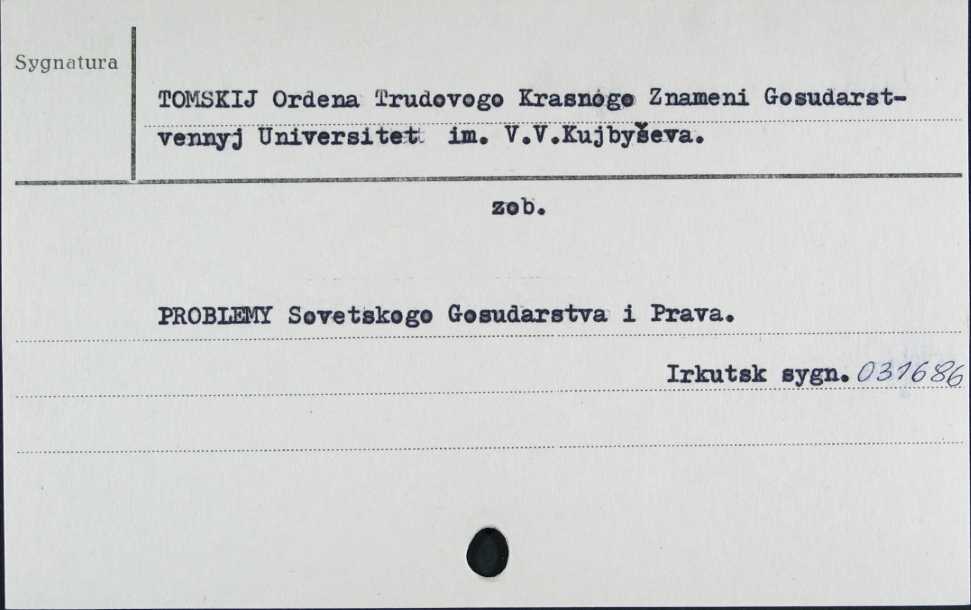 Sygnatura
TOMSKIJ Ordena Trudovogo Krasnogo Znameni Gosudarst-
vennyj Universitet im. V.V.Kujbyševa.
zob.
PROBLEMY Sovetskogo Gosudarstva i Prava.
Irkutsk sygn. 031686